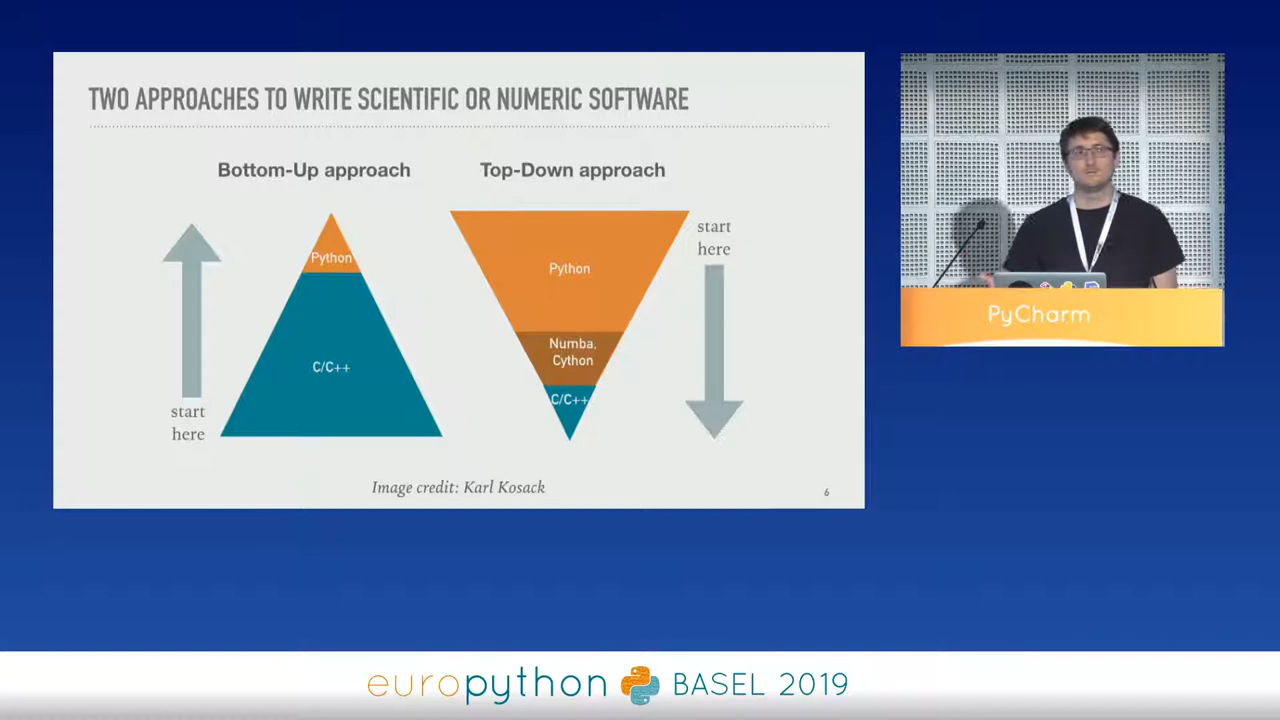 TWO APPROACHES TO WRITE SCIENTIFIC OR NUMERIC SOFTWARE
Bottom-Up approach
Top-Down approach
start
here
Python
C/C++
start
here
Python
Numba,
Cython
C/C++
Image credit: Karl Kosack
6
PyCharm
europython BASEL 2019